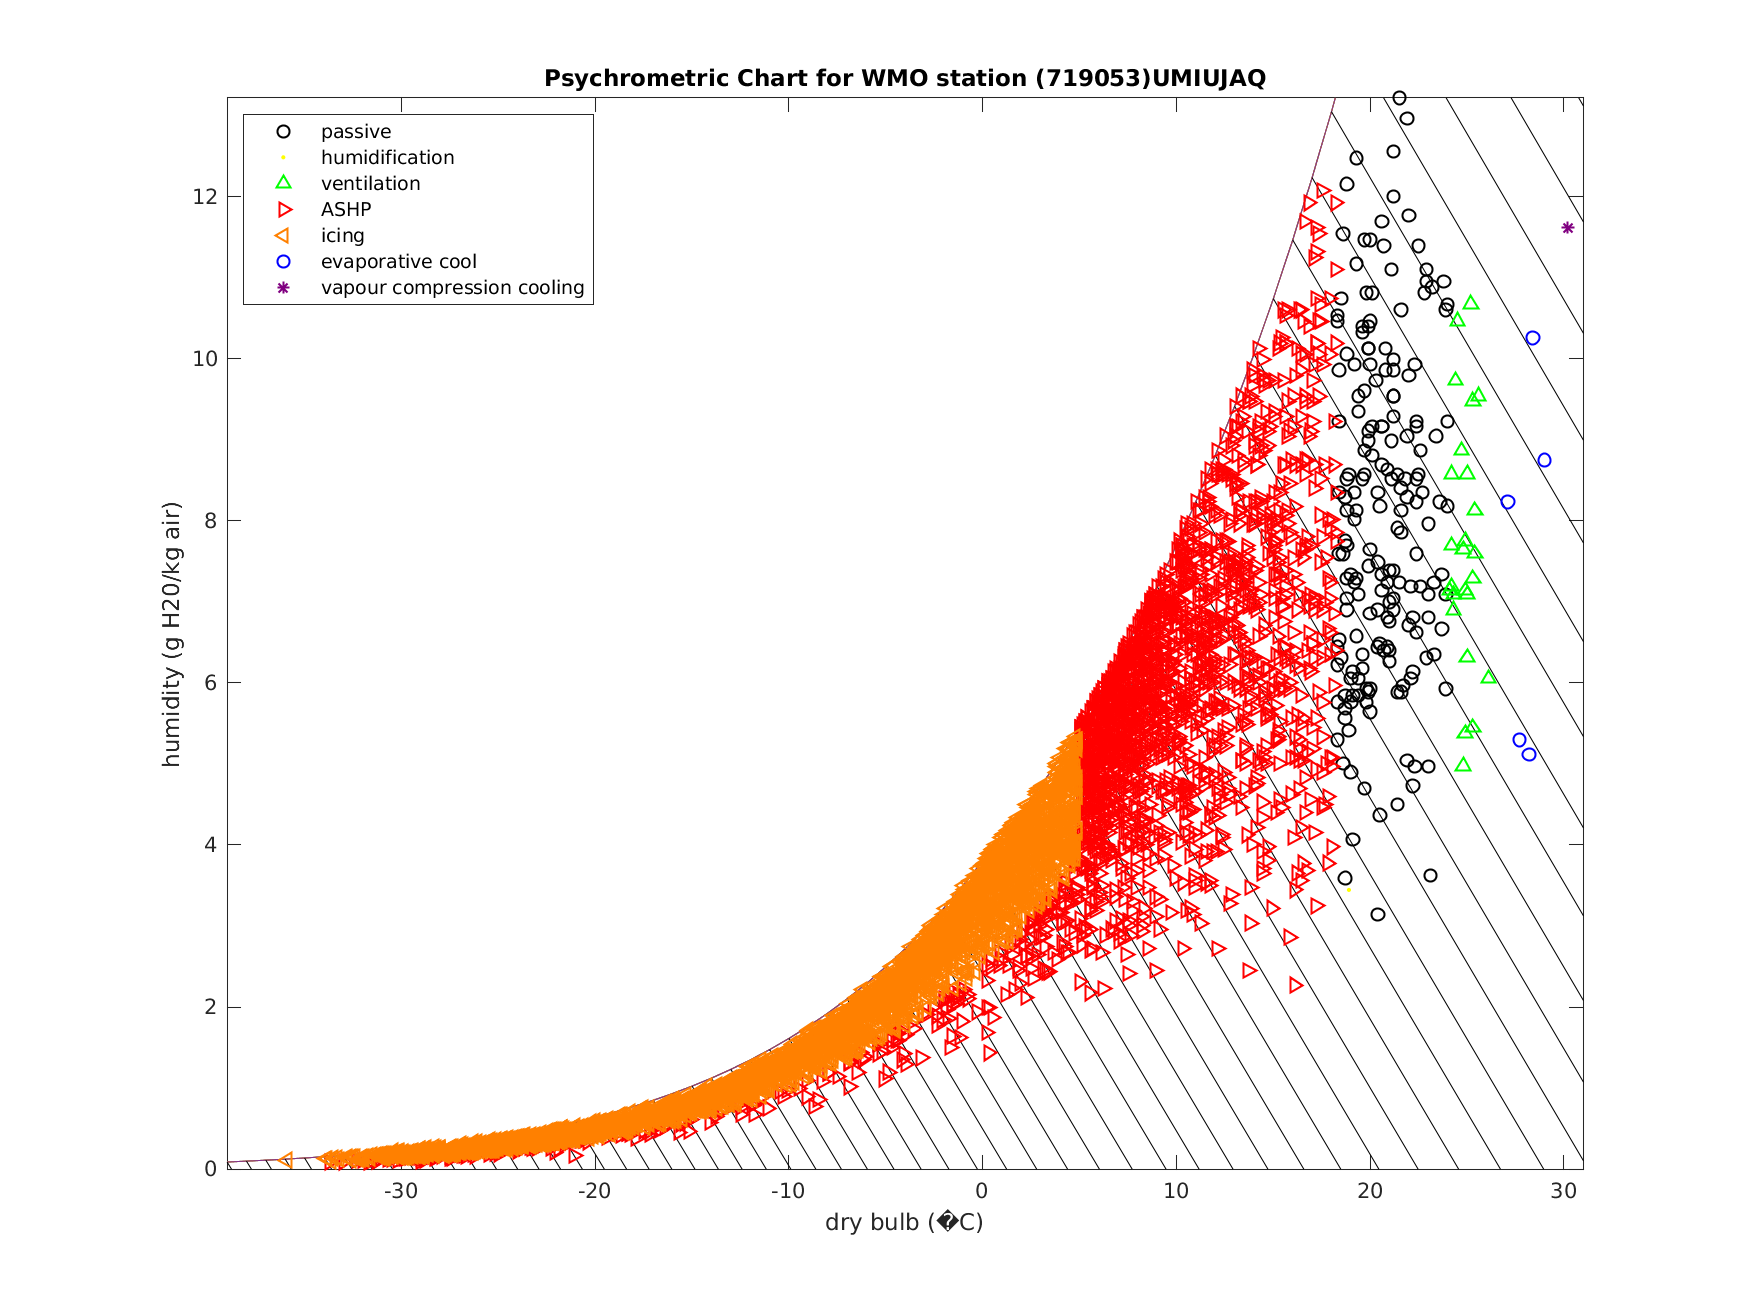 Psychrometric Chart for WMO station (719053)UMIUJAQ
passive
humidification
ventilation
ASHP
icing
evaporative cool
vapour compression cooling
humidity (g H20/kg air)
12
10
8
6
4
2
0
-30 -20 -10 0 10 20 30
dry bulb (�C)